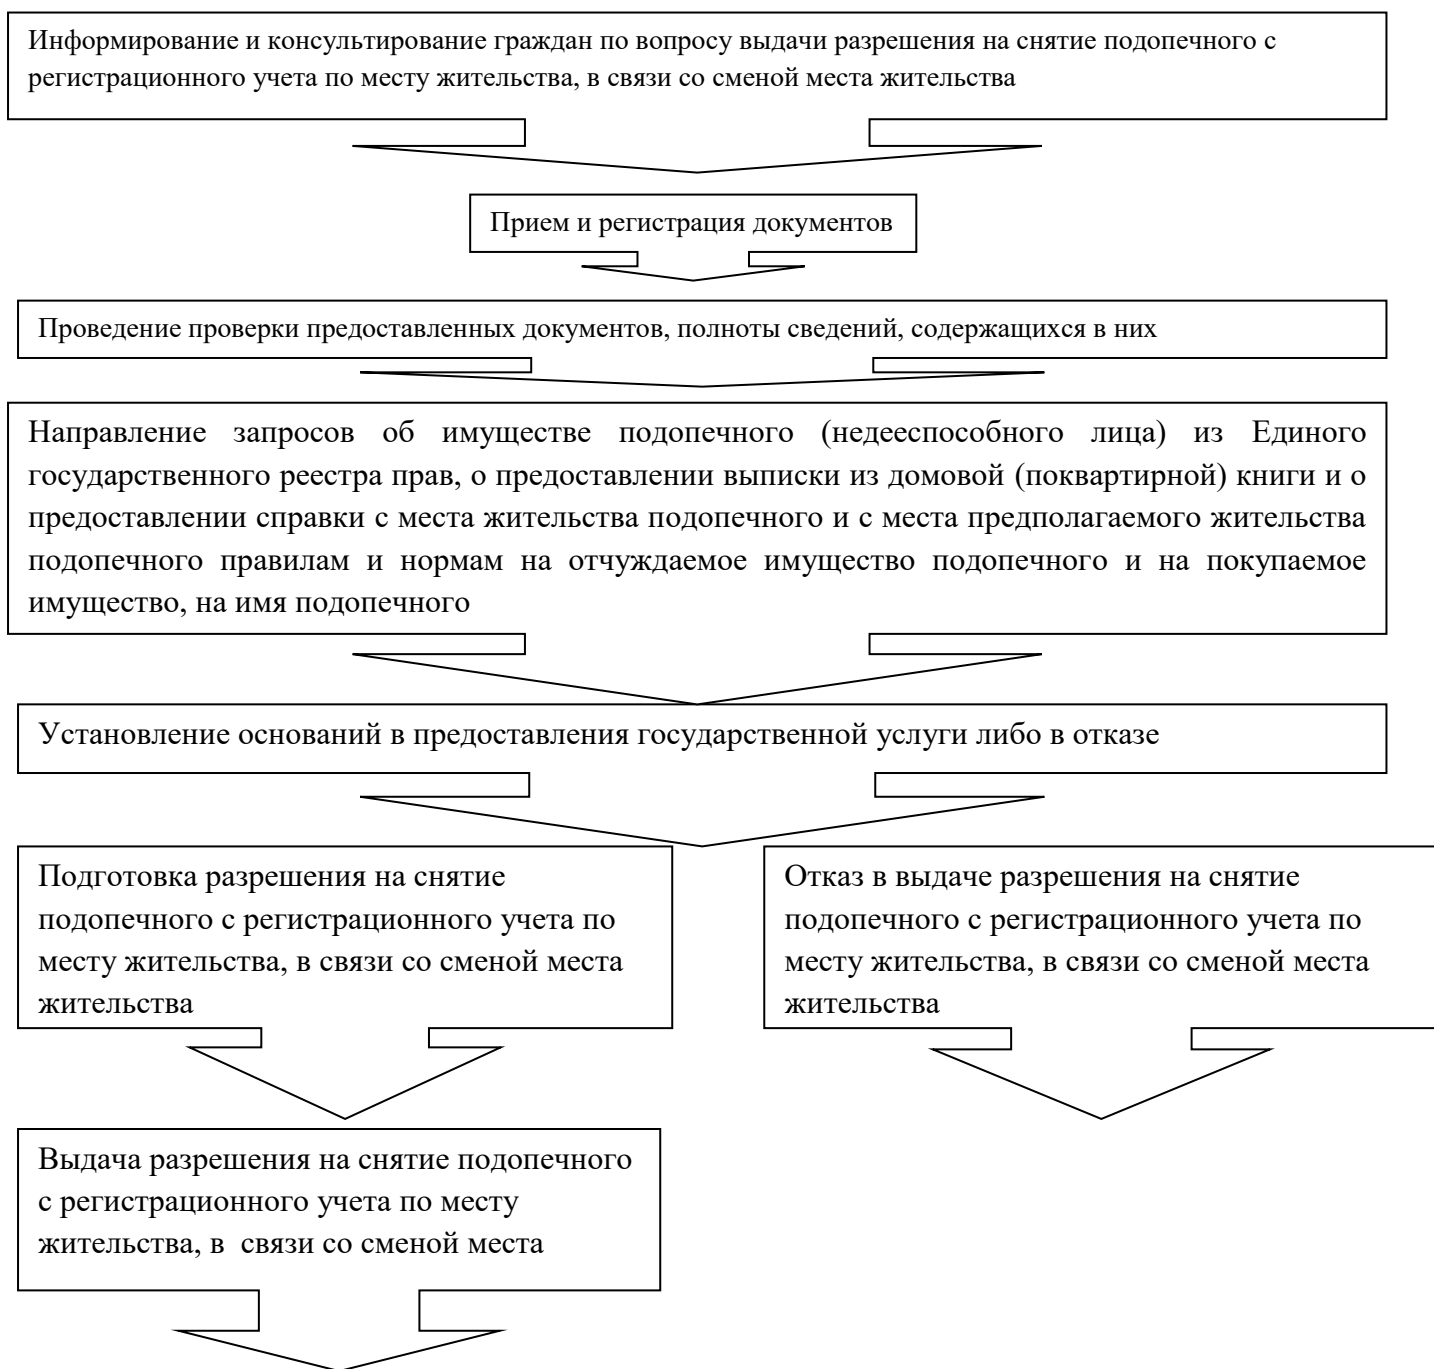 Информирование и консультирование граждан по вопросу выдачи разрешения на снятие подопечного с
регистрационного учета по месту жительства, в связи со сменой места жительства
Прием и регистрация документов
Проведение проверки предоставленных документов, полноты сведений, содержащихся в них
Направление запросов об имуществе подопечного (недееспособного лица) из Единого
государственного реестра прав, о предоставлении выписки из домовой (поквартирной) книги и о
предоставлении справки с места жительства подопечного и с места предполагаемого жительства
подопечного правилам и нормам на отчуждаемое имущество подопечного и на покупаемое
имущество, на имя подопечного
Установление оснований в предоставления государственной услуги либо в отказе
Подготовка разрешения на снятие
подопечного с регистрационного учета по
месту жительства, в связи со сменой места
жительства
Отказ в выдаче разрешения на снятие
подопечного с регистрационного учета по
месту жительства, в связи со сменой места
жительства
Выдача разрешения на снятие подопечного
с регистрационного учета по месту
жительства, в связи со сменой места